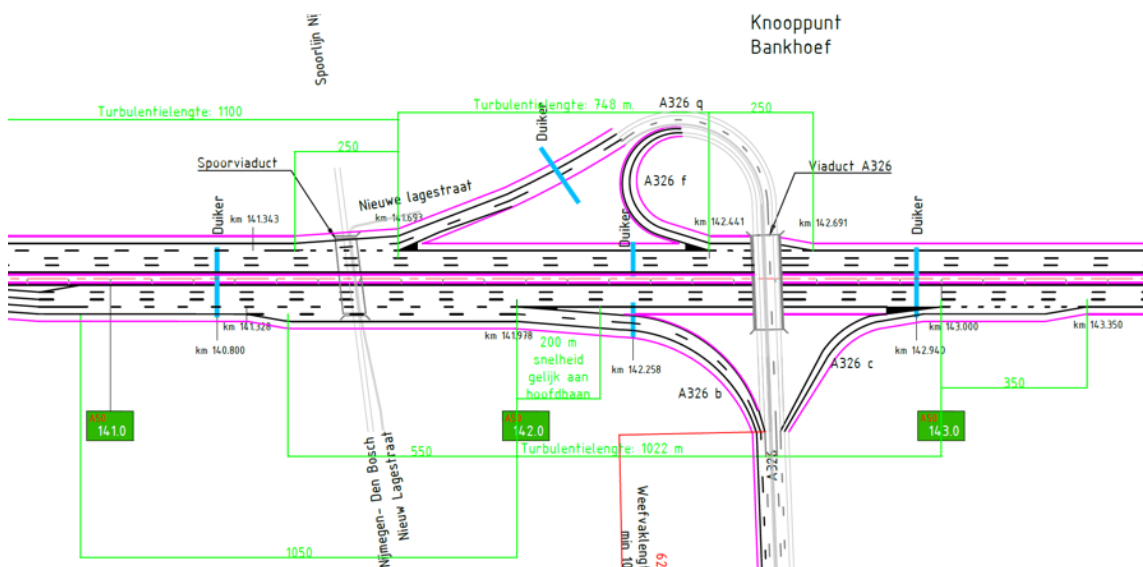 Knooppunt
Bankhoef
Spoorlijn Nij
Turbulentielengte: 1100
Turbulentielengte: 748 m.
A326 q
250
Duiker
250
Spoorviaduct
Viaduct A326
A326 f
Nieuwe lagestraat
Duiker
km 141.343
km 141.693
Duiker
km 142.441
km 142.691
Duiker
km 141.328
km 140.800
km 141.978
km 142.258
km 143.000
km 142.940
km 143.350
200 m
snelheid
gelijk aan
hoofdbaan
A326 b
A326 c
350
A50
141.0
142.0
143.0
550
Turbulentielengte: 1022 m
A326
Nijmegen- Den Bosch
Nieuw Lagestraat
1050
Weefvaklengt
min 10
62